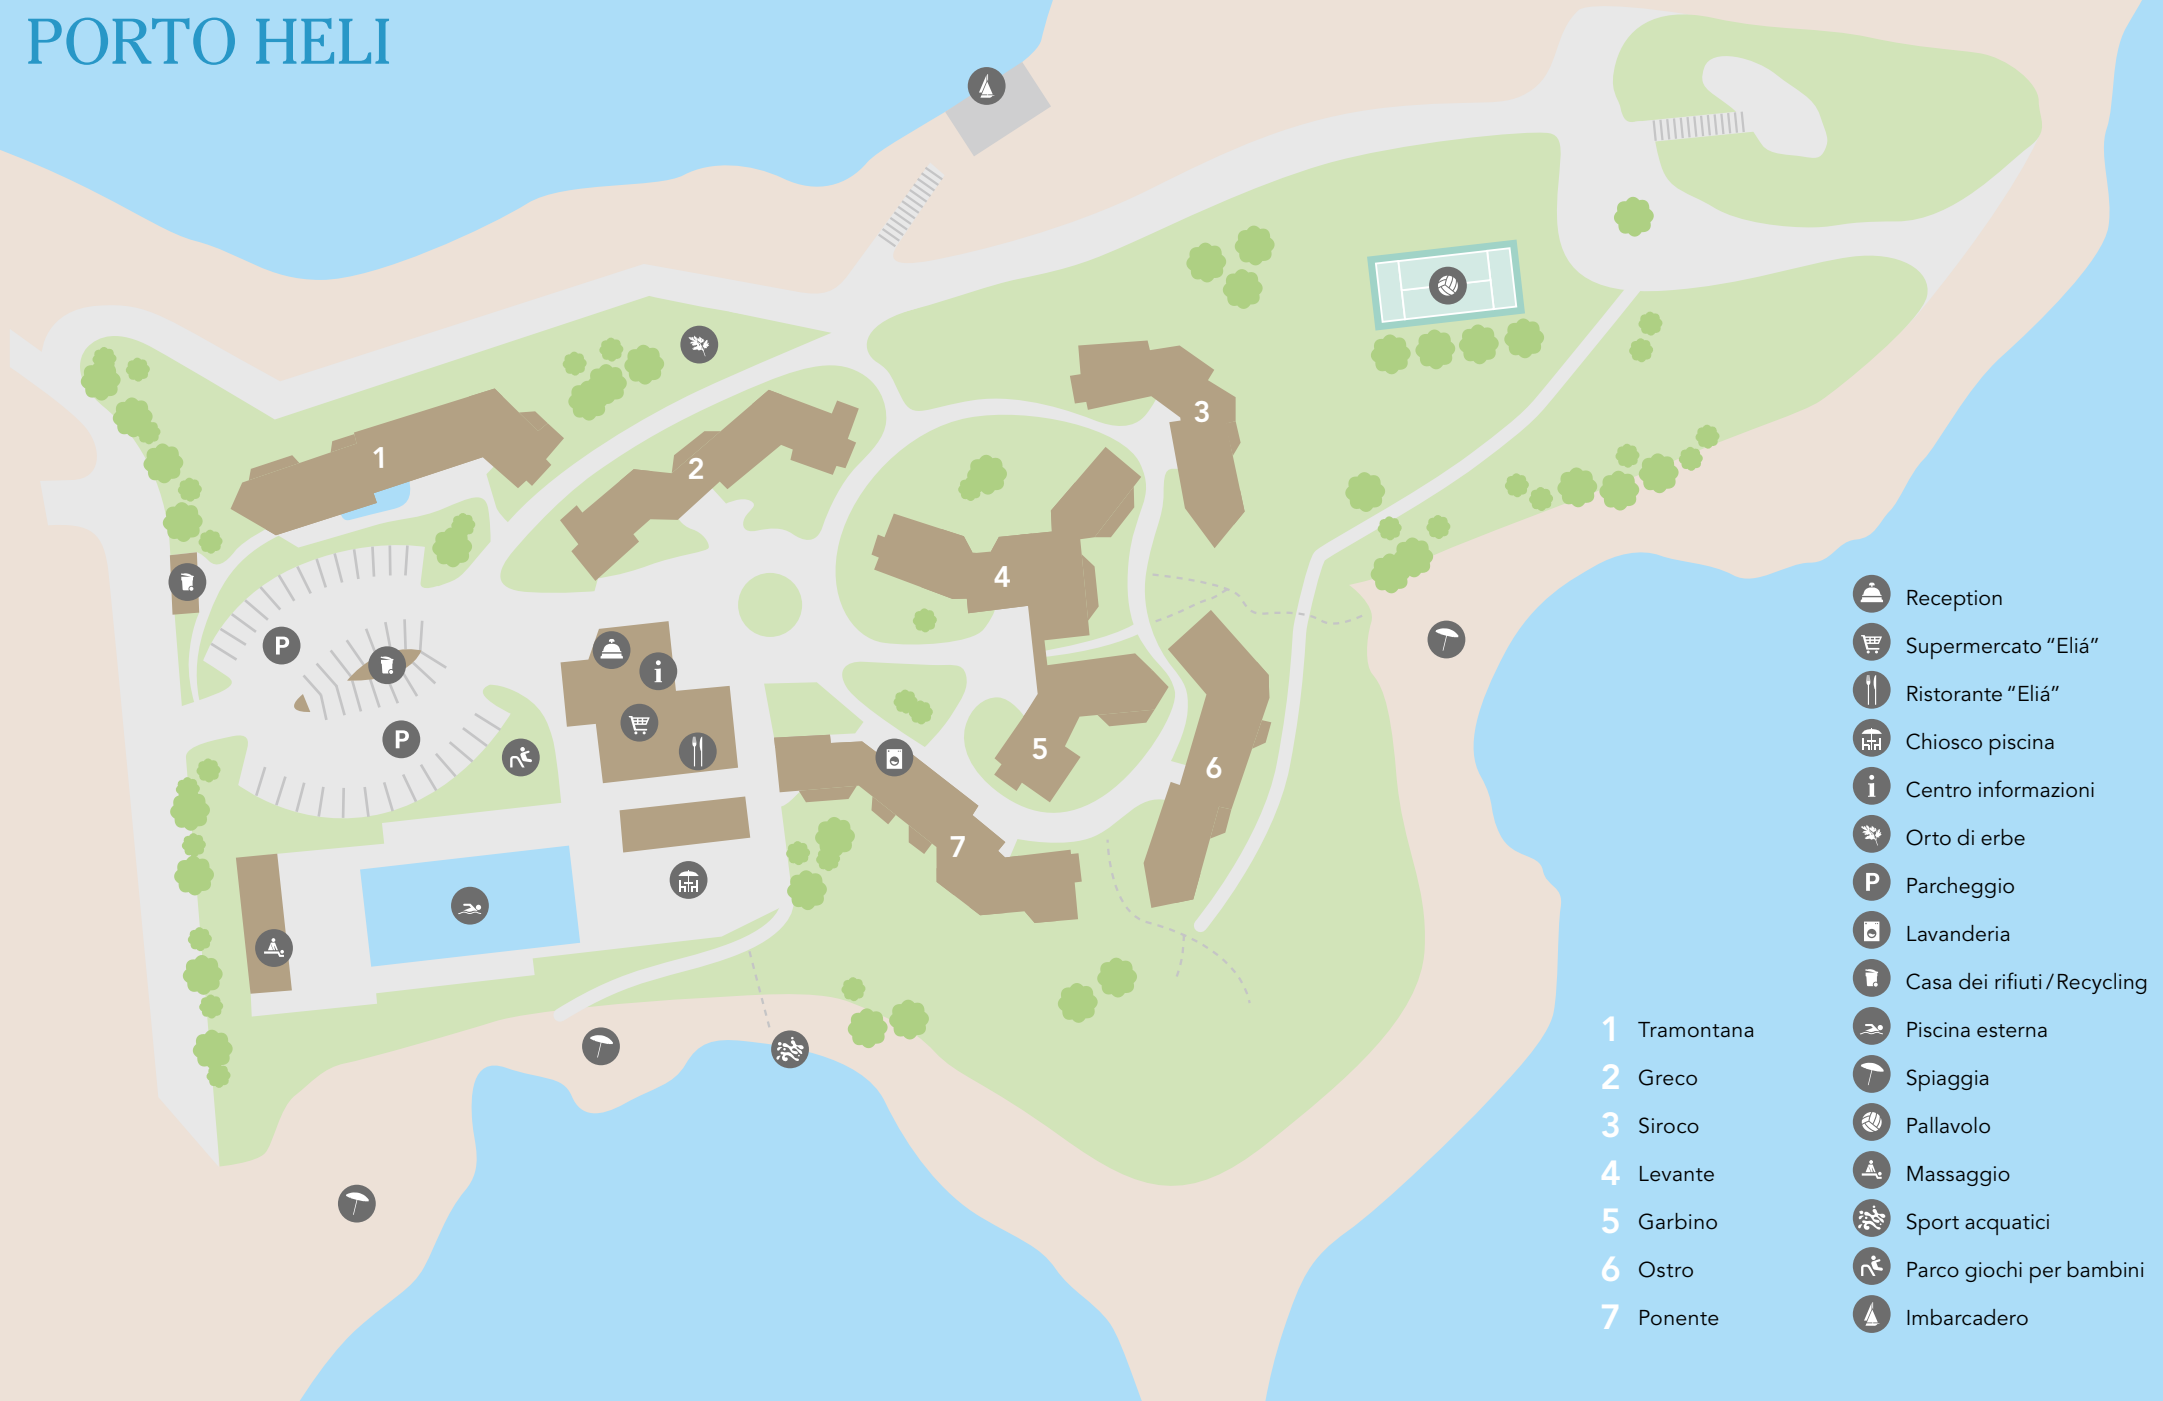 PORTO HELI
1
2
3
4
5
6
7
P
P
i
Reception
Supermercato “Eliá”
Ristorante “Eliá”
Chiosco piscina
i Centro informazioni
Orto di erbe
P Parcheggio
Lavanderia
Casa dei rifiuti/Recycling
Piscina esterna
Spiaggia
Pallavolo
Massaggio
Sport acquatici
Parco giochi per bambini
Imbarcadero
1 Tramontana
2 Greco
3 Siroco
4 Levante
5 Garbino
6 Ostro
7 Ponente